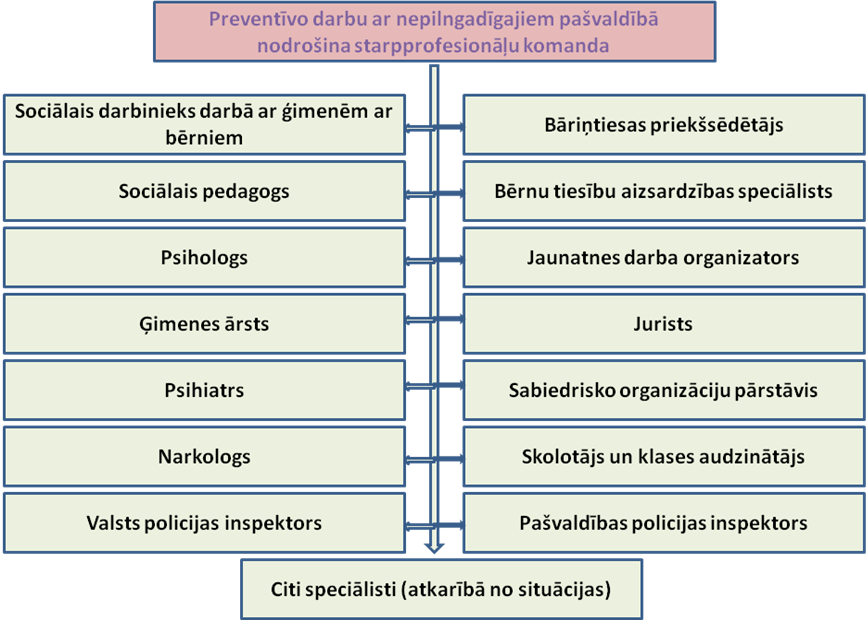 Preventīvo darbu ar nepilngadīgajiem pašvaldībā
nodrošina starpprofesionāļu komanda
Sociālais darbinieks darbā ar ģimenēm ar
bērniem
Bāriņtiesas priekšsēdētājs
Sociālais pedagogs
Bērnu tiesību aizsardzības speciālists
Psihologs
Jaunatnes darba organizators
Ģimenes ārsts
Jurists
Psihiatrs
Sabiedrisko organizāciju pārstāvis
Narkologs
Skolotājs un klases audzinātājs
Valsts policijas inspektors
Pašvaldības policijas inspektors
Citi speciālisti (atkarībā no situācijas)